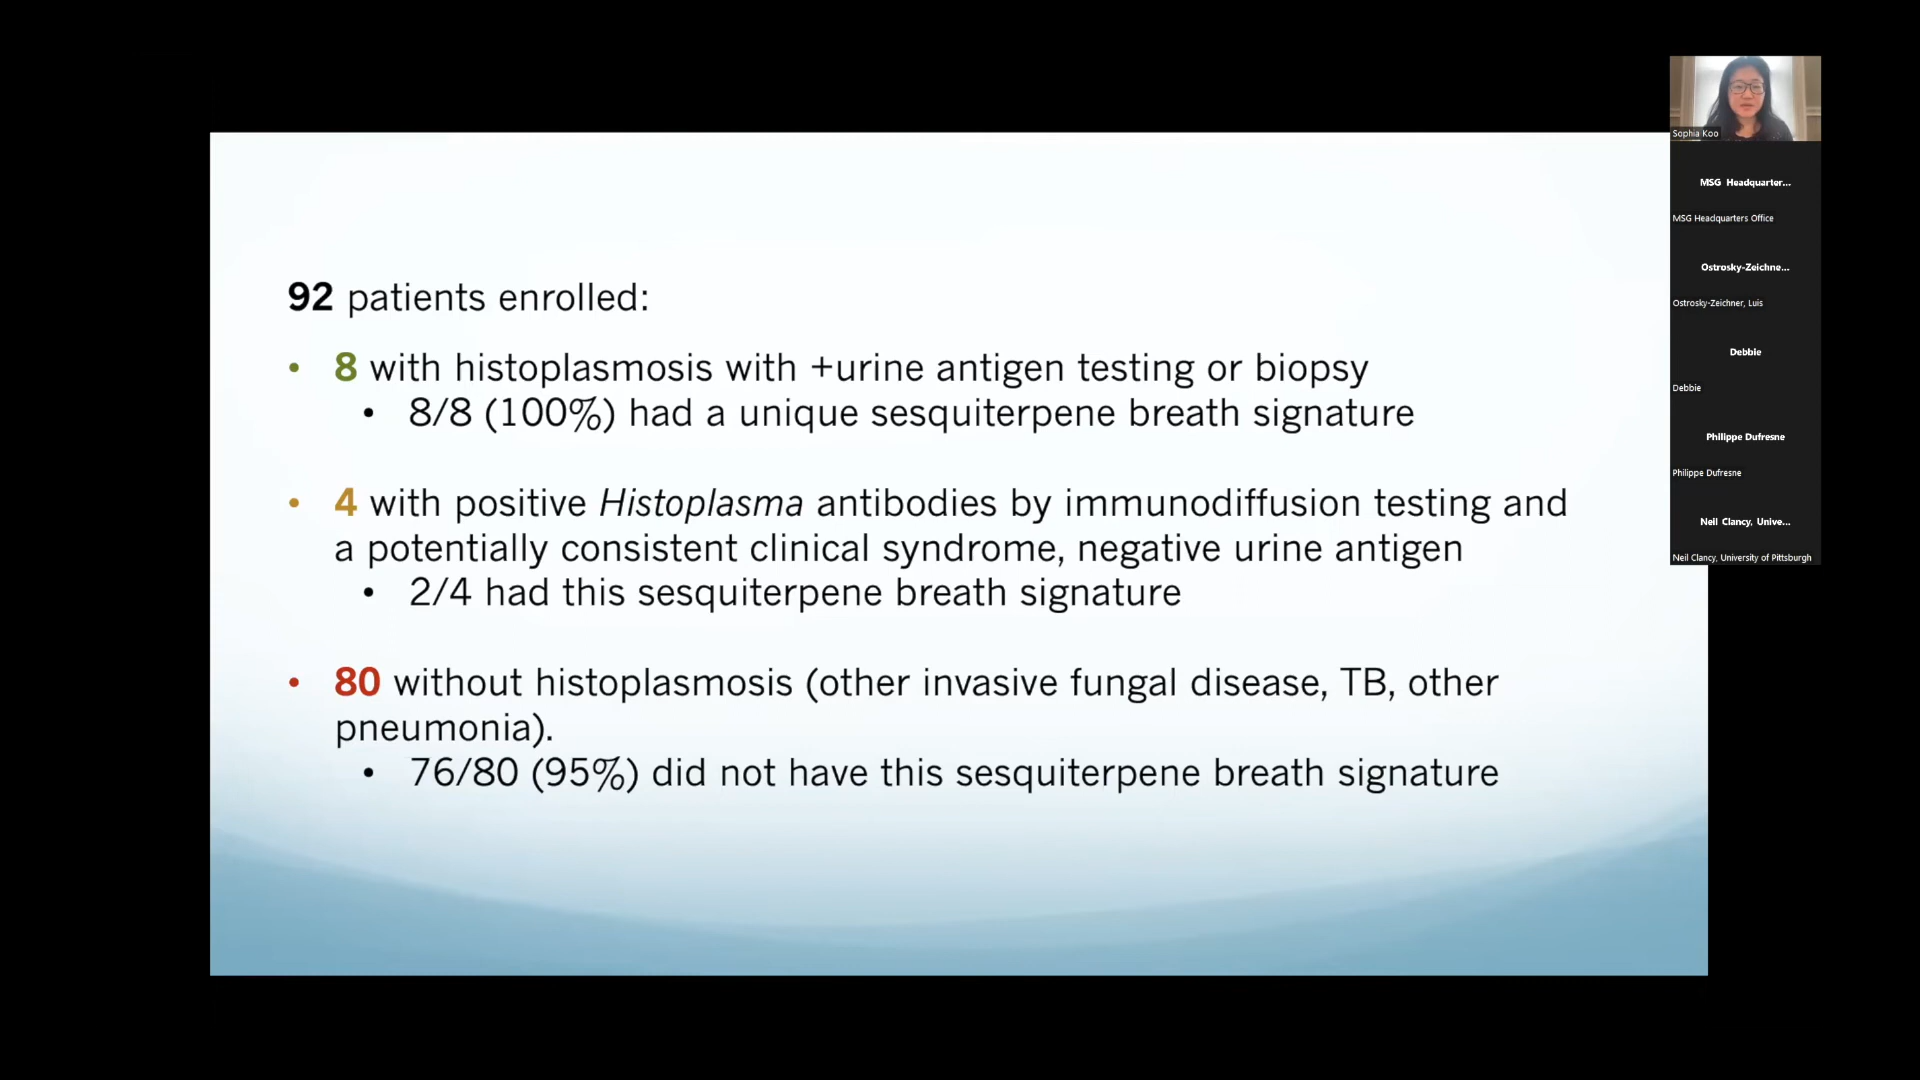 92 patients enrolled:
• 8 with histoplasmosis with +urine antigen testing or biopsy
• 8/8 (100%) had a unique sesquiterpene breath signature
• 4 with positive Histoplasma antibodies by immunodiffusion testing and
a potentially consistent clinical syndrome, negative urine antigen
• 2/4 had this sesquiterpene breath signature
• 80 without histoplasmosis (other invasive fungal disease, TB, other
pneumonia).
• 76/80 (95%) did not have this sesquiterpene breath signature
Sophia Koo
MSG Headquarter...
MSG Headquarters Office
Ostrosky-Zeichne...
Ostrosky-Zeichner, Luis
Debbie
Debbie
Philippe Dufresne
Philippe Dufresne
Neil Clancy, Unive...
Neil Clancy, University of Pittsburgh